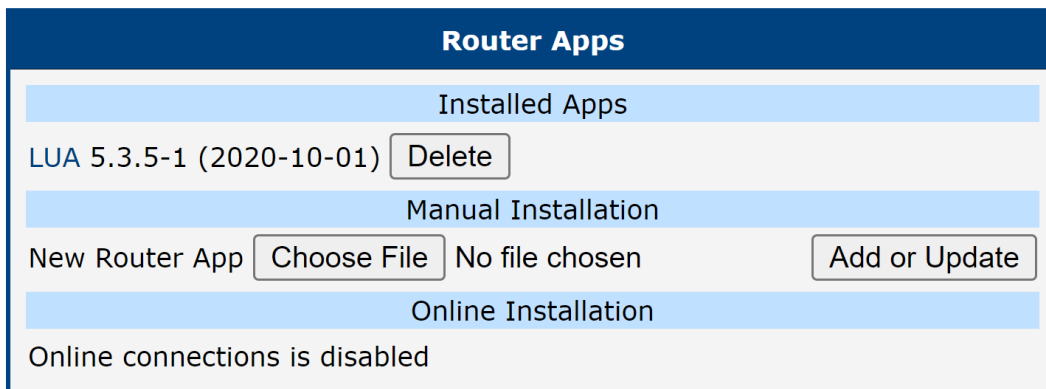 Router Apps
Installed Apps
LUA 5.3.5-1 (2020-10-01) Delete
Manual Installation
New Router App Choose File No file chosen Add or Update
Online Installation
Online connections is disabled